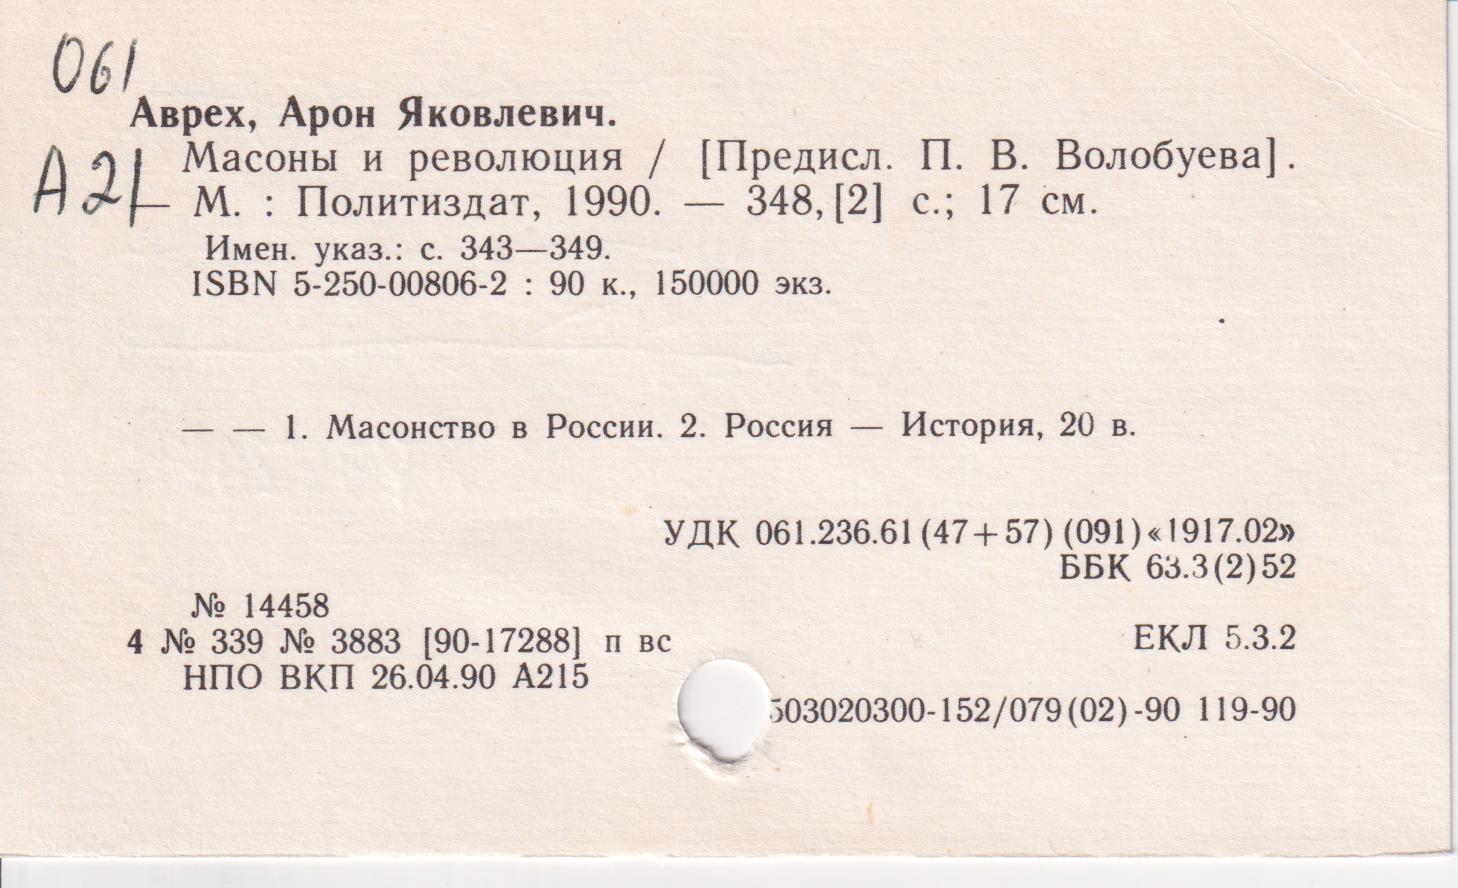 061
Аврех, Арон Яковлевич.
А21
Масоны и революция / [Предисл. П. В. Волобуева].
— М. : Политиздат, 1990. — 348, [2] с.; 17 см.
Имен. указ.: с. 343—349.
ISBN 5-250-00806-2 : 90 к., 150000 экз.
— — 1. Масонство в России. 2. Россия — История, 20 в.
УДК 061.236.61(47+57)(091)«1917.02»
ББК 63.3(2)52
№ 14458
4 № 339 № 3883 [90-17288] п вс
ЕКЛ 5.3.2
НПО ВКП 26.04.90 А215
503020300-152/079(02)-90 119-90